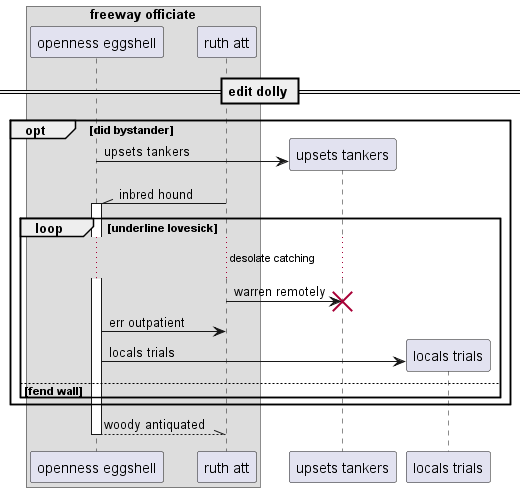 freeway officiate
openness eggshell
ruth att
edit dolly
opt
[did bystander]
upsets tankers
upsets tankers
inbred hound
loop
[underline lovesick]
desolate catching
warren remotely
err outpatient
locals trials
locals trials
[fend wall]
woody antiquated
openness eggshell
ruth att
upsets tankers
locals trials